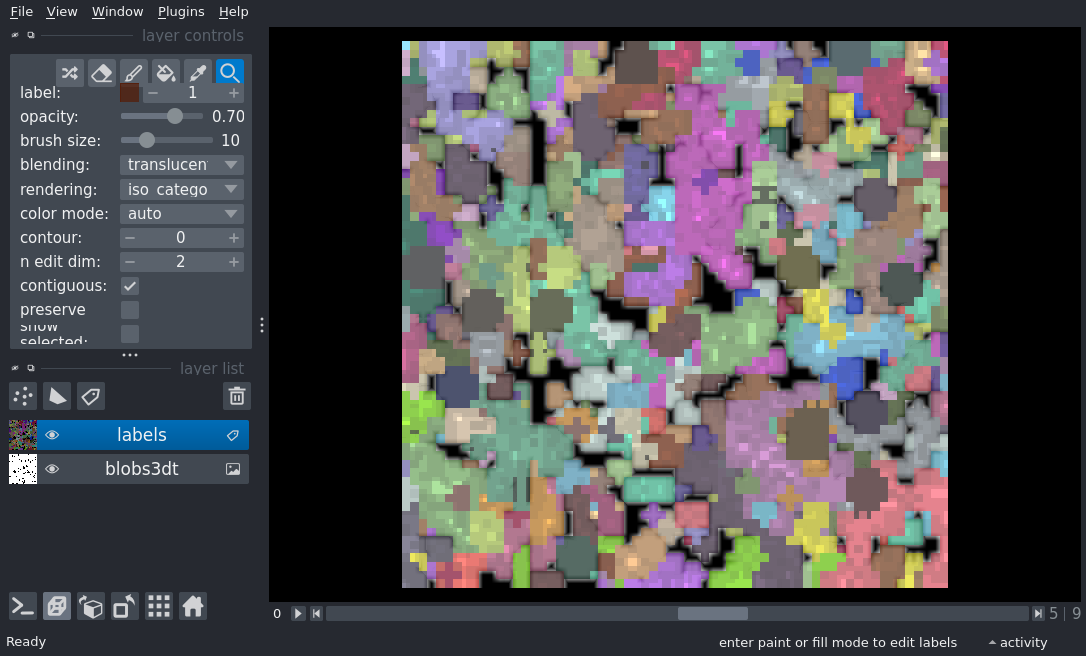 File View Window Plugins Help
layer controls
label: 1
opacity: 0.70
brush size: 10
blending: translucen
rendering: iso_catego
color mode: auto
contour: 0
n edit dim: 2
contiguous:
preserve
show
selected:
layer list
labels
blobs3dt
0 5 | 9
Ready enter paint or fill mode to edit labels activity